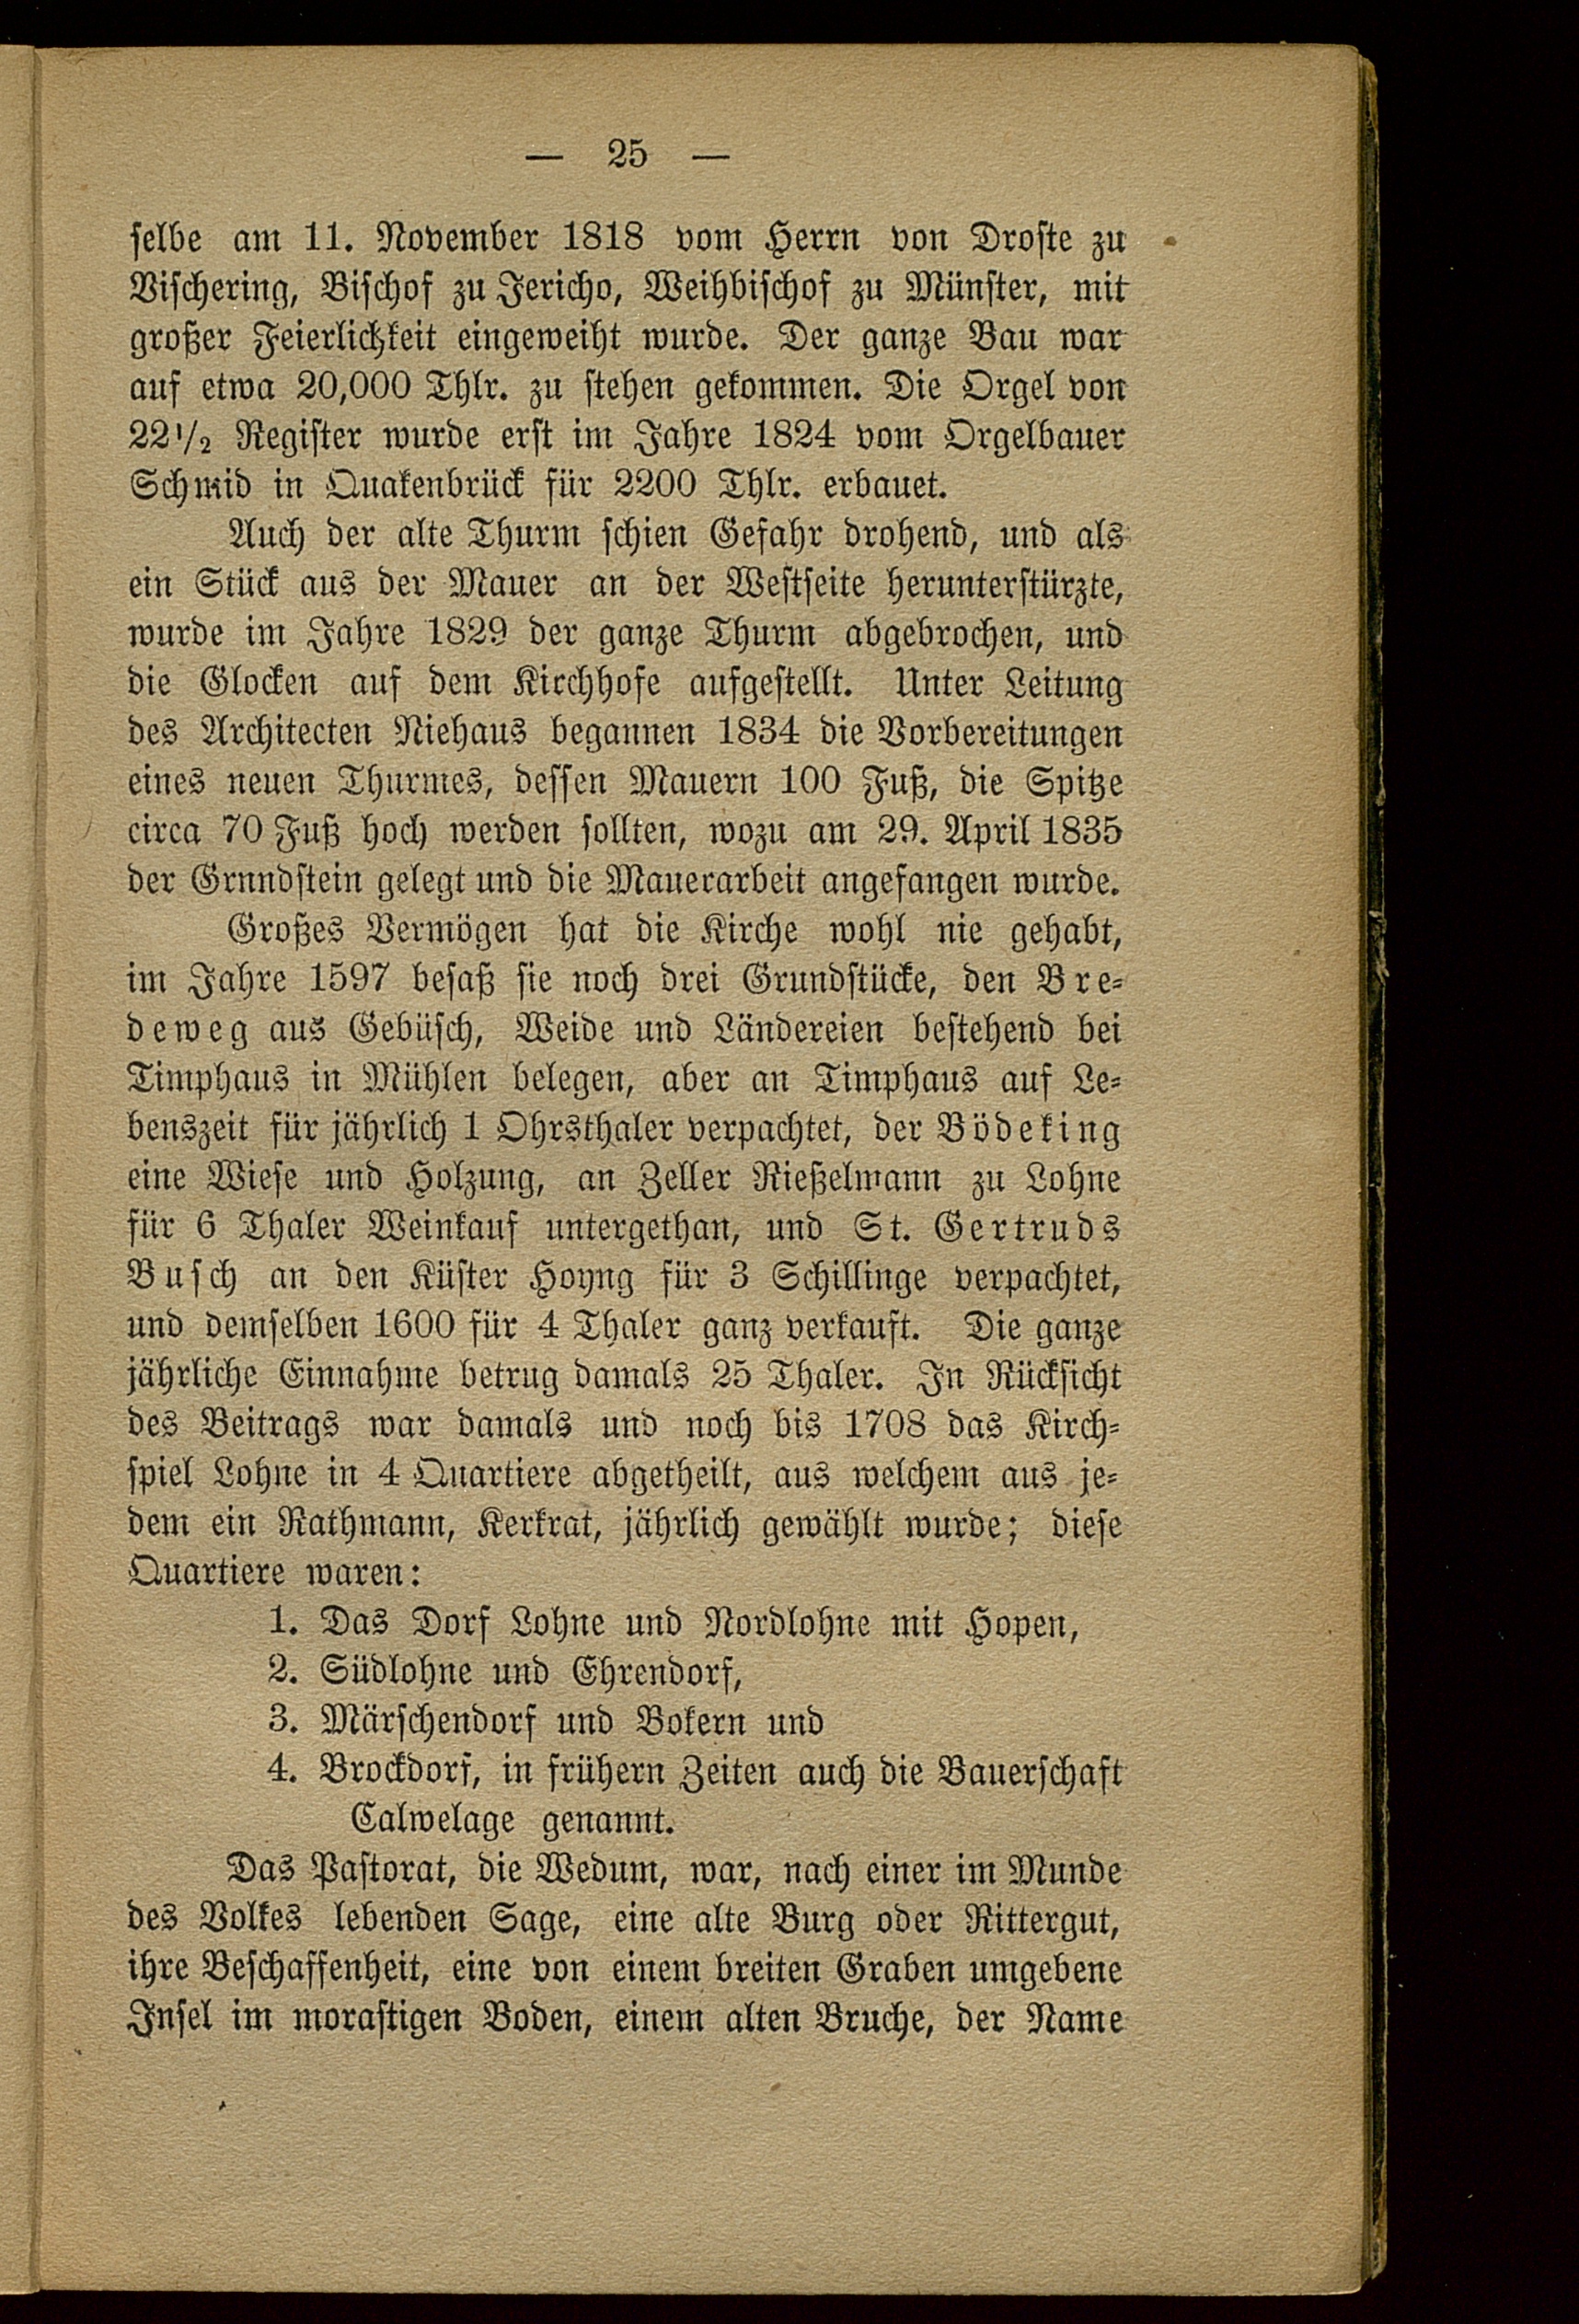 — 25 —
selbe am 11. November 1818 vom Herrn von Droste zu
Vischering, Bischof zu Jericho, Weihbischof zu Münster, mit
großer Feierlichkeit eingeweiht wurde. Der ganze Bau war
auf etwa 20,000 Thlr. zu stehen gekommen. Die Orgel von
22 1/2 Register wurde erst im Jahre 1824 vom Orgelbauer
Schmid in Quakenbrück für 2200 Thlr. erbauet.
Auch der alte Thurm schien Gefahr drohend, und als
ein Stück aus der Mauer an der Westseite herunterstürzte,
wurde im Jahre 1829 der ganze Thurm abgebrochen, und
die Glocken auf dem Kirchhofe aufgestellt. Unter Leitung
des Architecten Niehaus begannen 1834 die Vorbereitungen
eines neuen Thurmes, dessen Mauern 100 Fuß, die Spitze
circa 70 Fuß hoch werden sollten, wozu am 29. April 1835
der Grnndstein gelegt und die Mauerarbeit angefangen wurde.
Großes Vermögen hat die Kirche wohl nie gehabt,
im Jahre 1597 besaß sie noch drei Grundstücke, den Bre-
deweg aus Gebüsch, Weide und Ländereien bestehend bei
Timphaus in Mühlen belegen, aber an Timphaus auf Le-
benszeit für jährlich 1 Ohrsthaler verpachtet, der Bödeking
eine Wiese und Holzung, an Zeller Rießelmann zu Lohne
für 6 Thaler Weinkauf untergethan, und St. Gertruds
Busch an den Küster Hoyng für 3 Schillinge verpachtet,
und demselben 1600 für 4 Thaler ganz verkauft. Die ganze
jährliche Einnahme betrug damals 25 Thaler. In Rücksicht
des Beitrags war damals und noch bis 1708 das Kirch-
spiel Lohne in 4 Quartiere abgetheilt, aus welchem aus je-
dem ein Rathmann, Kerkrat, jährlich gewählt wurde; diese
Quartiere waren:
1. Das Dorf Lohne und Nordlohne mit Hopen,
2. Südlohne und Ehrendorf,
3. Märschendorf und Bokern und
4. Brockdorf, in frühern Zeiten auch die Bauerschaft
Calwelage genannt.
Das Pastorat, die Wedum, war, nach einer im Munde
des Volkes lebenden Sage, eine alte Burg oder Rittergut,
ihre Beschaffenheit, eine von einem breiten Graben umgebene
Insel im morastigen Boden, einem alten Bruche, der Name